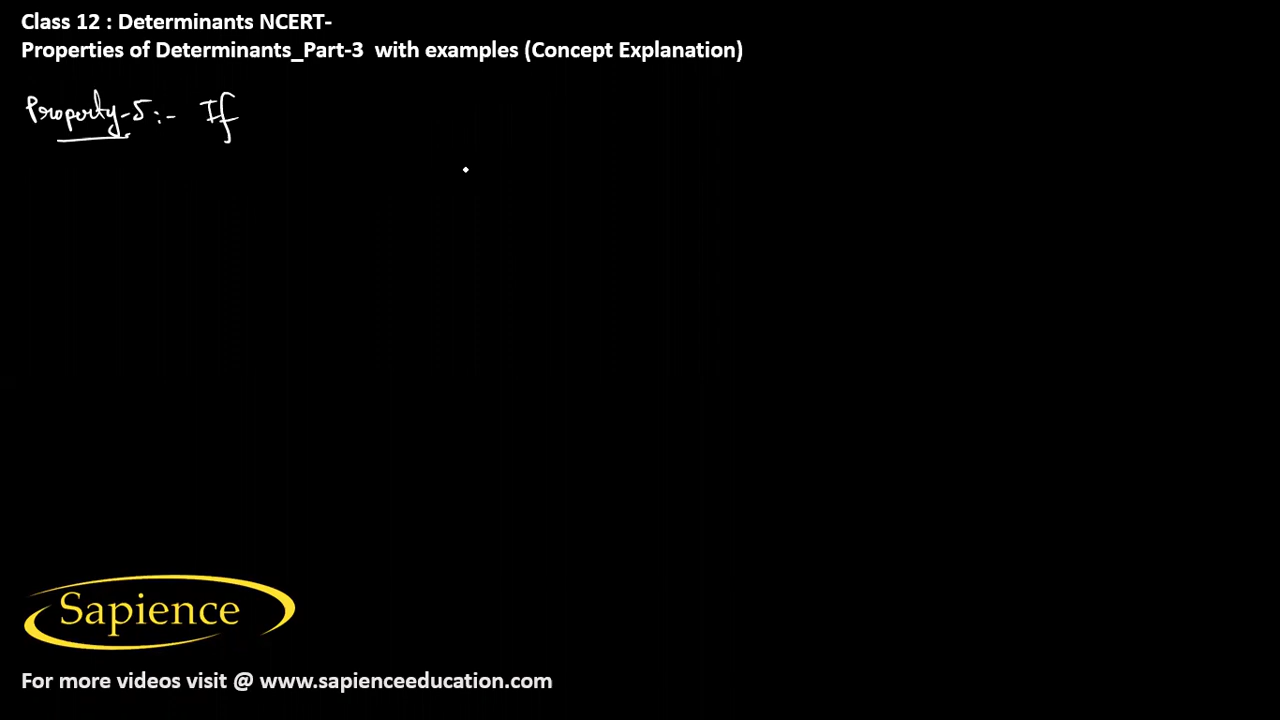 Class 12 : Determinants NCERT-
Properties of Determinants_Part-3 with examples (Concept Explanation)
Property-5:- If
Sapience
For more videos visit @ www.sapienceeducation.com